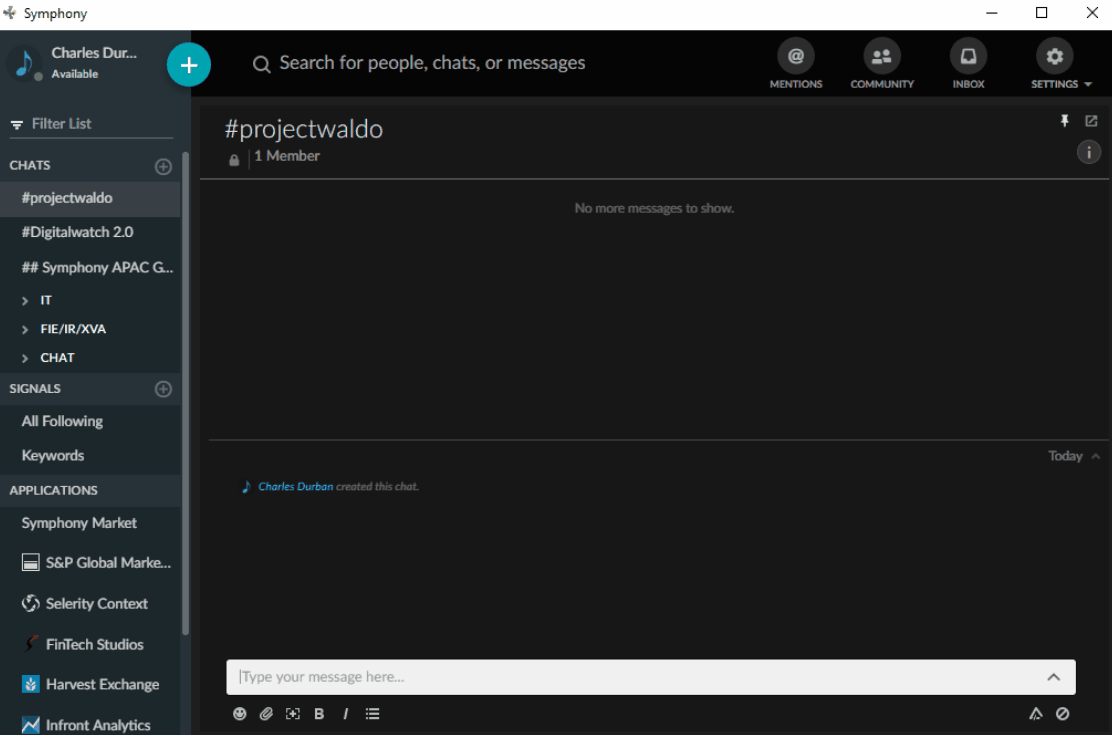 Symphony
Charles Dur...
Available
+
Search for people, chats, or messages
@
MENTIONS
COMMUNITY
INBOX
SETTINGS
Filter List
CHATS
#projectwaldo
#Digitalwatch 2.0
## Symphony APAC G...
IT
FIE/IR/XVA
CHAT
SIGNALS
All Following
Keywords
APPLICATIONS
Symphony Market
S&P Global Marke...
Selerity Context
FinTech Studios
Harvest Exchange
Infront Analytics
#projectwaldo
1 Member
i
No more messages to show.
Today
Charles Durban created this chat.
Type your message here...
B I